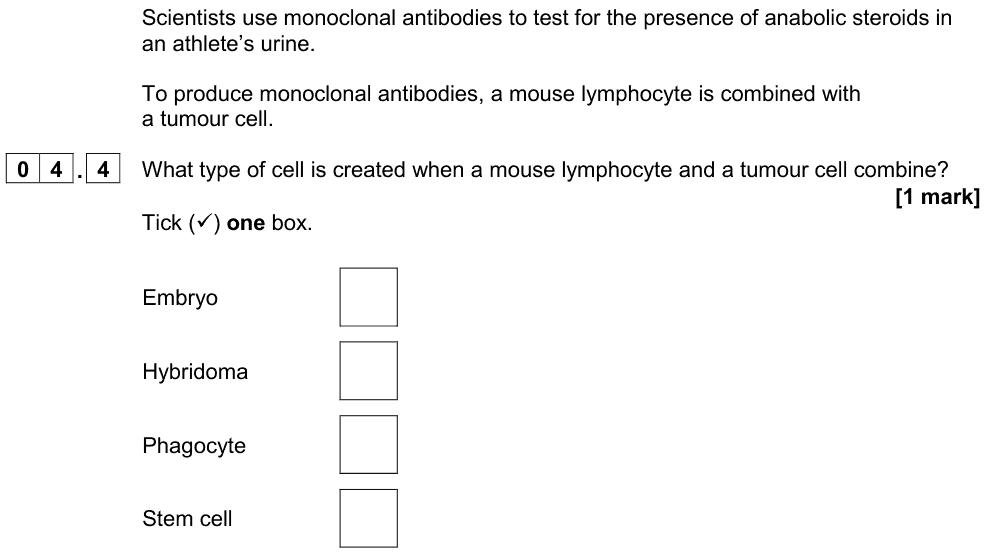 Scientists use monoclonal antibodies to test for the presence of anabolic steroids in
an athlete's urine.
To produce monoclonal antibodies, a mouse lymphocyte is combined with
a tumour cell.
0 4 . 4 What type of cell is created when a mouse lymphocyte and a tumour cell combine?
[1 mark]
Tick (✓) one box.
Embryo
Hybridoma
Phagocyte
Stem cell